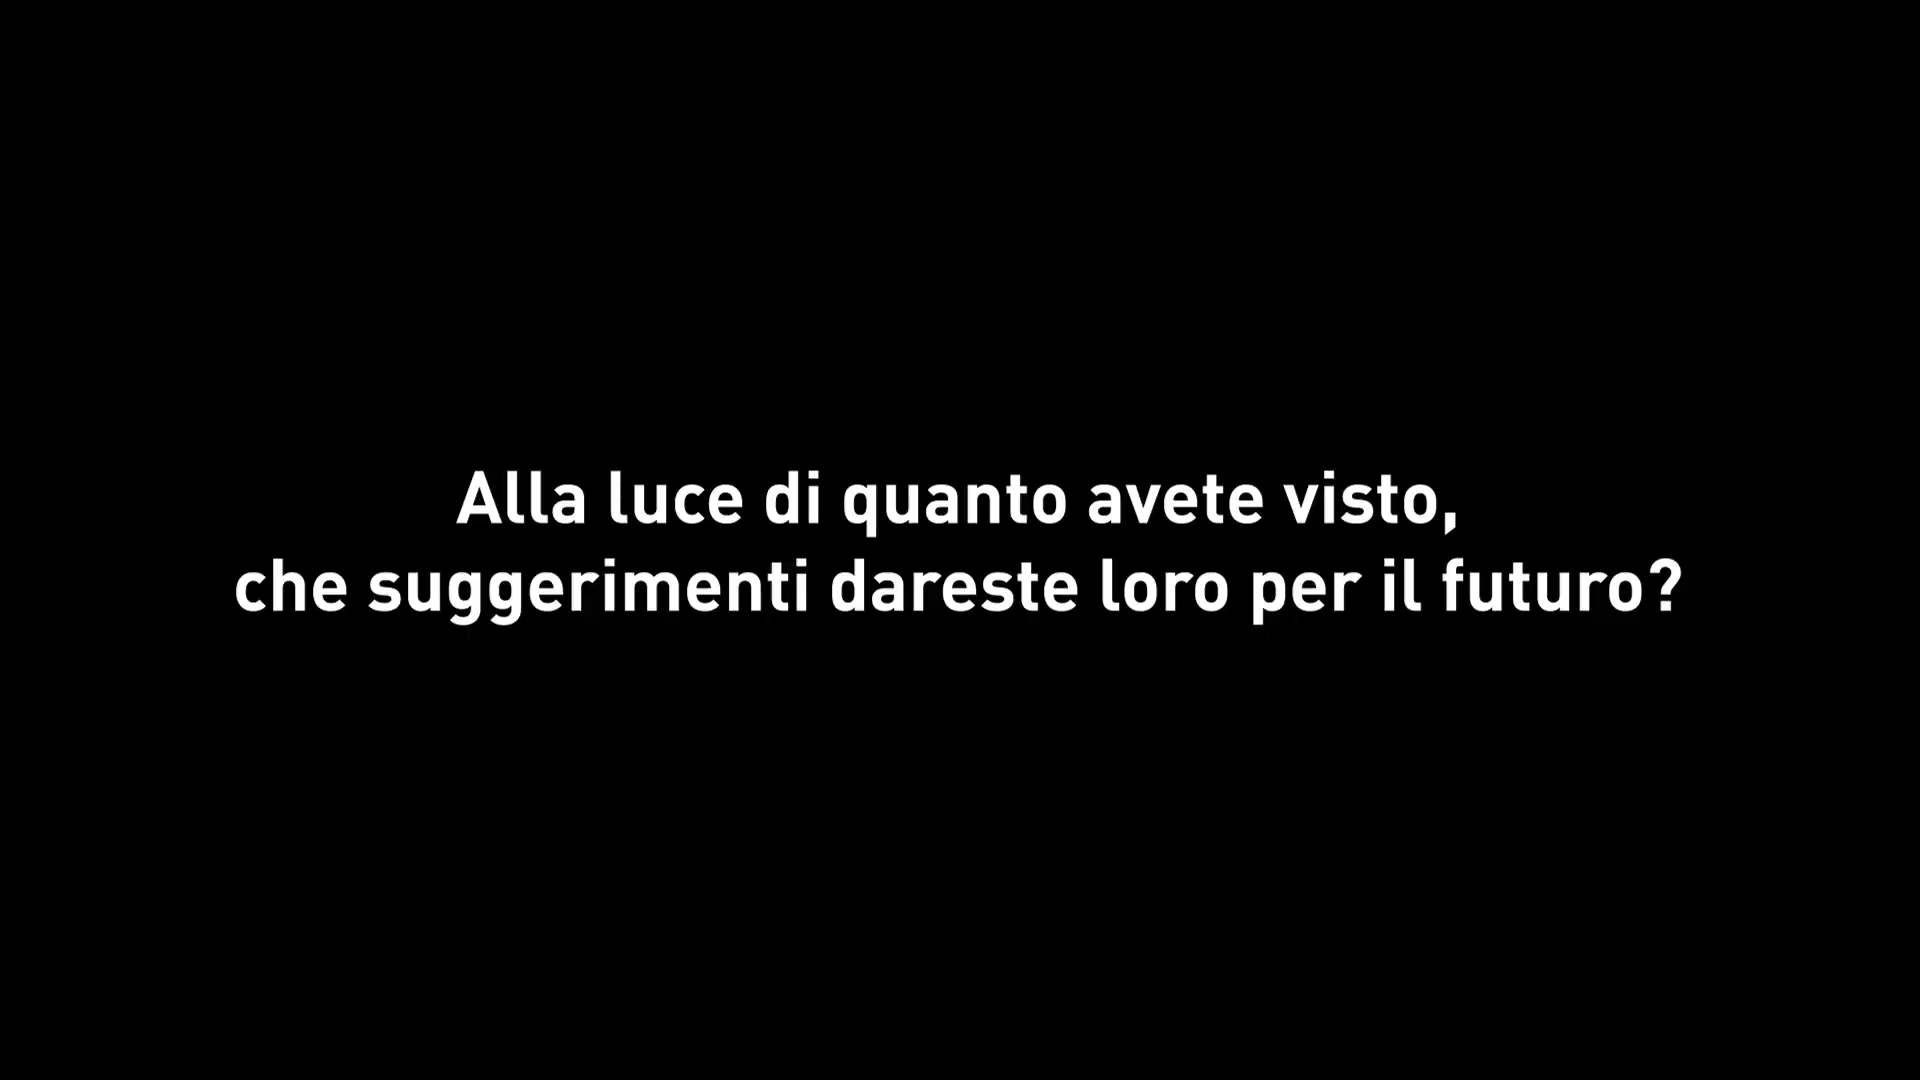 Alla luce di quanto avete visto,
che suggerimenti dareste loro per il futuro?